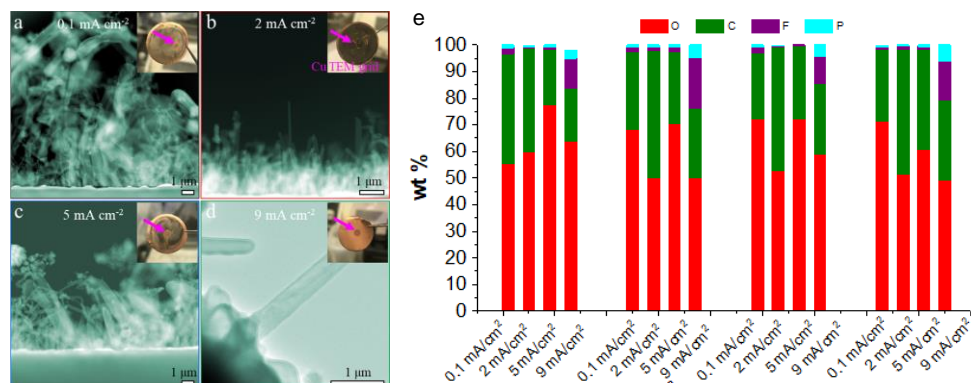 a
0.1 mA cm-2
1 μm
b
2 mA cm-2
Cu TEM grid
1 μm
c
5 mA cm-2
1 μm
d
9 mA cm-2
1 μm
e
O C F P
wt %
100
90
80
70
60
50
40
30
20
10
0
0.1 mA/cm²
2 mA/cm²
5 mA/cm²
9 mA/cm²
0.1 mA/cm²
2 mA/cm²
5 mA/cm²
9 mA/cm²
0.1 mA/cm²
2 mA/cm²
5 mA/cm²
9 mA/cm²
0.1 mA/cm²
2 mA/cm²
5 mA/cm²
9 mA/cm²